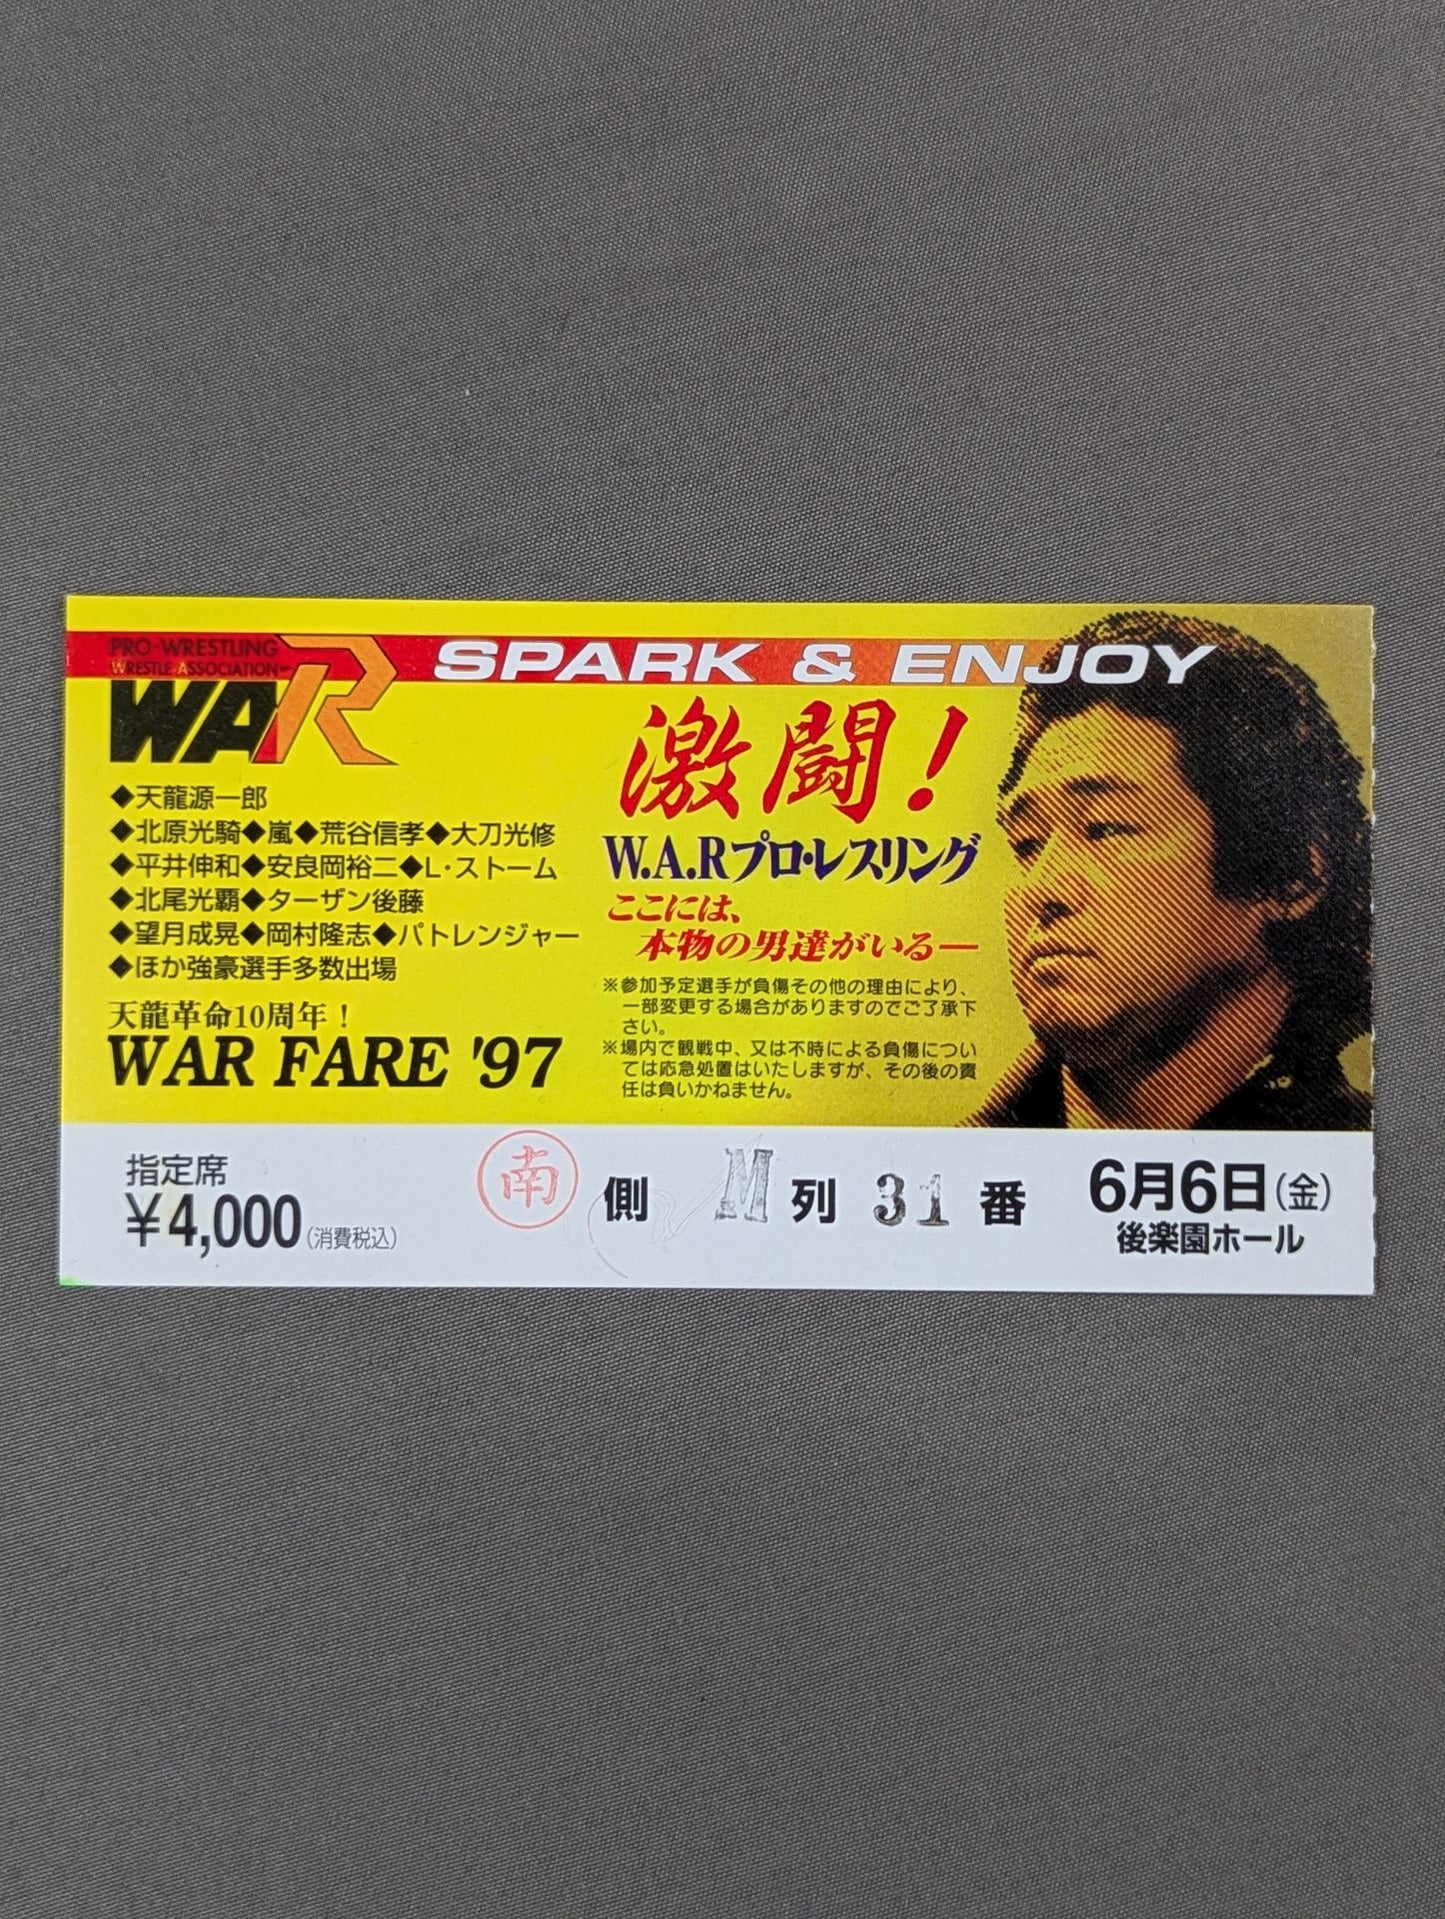 PRO-WRESTLING
WRESTLE ASSOCIATION
WAR
SPARK & ENJOY
◆天龍源一郎
◆北原光騎◆嵐◆荒谷信孝◆大刀光修
◆平井伸和◆安良岡裕二◆L・ストーム
◆北尾光覇◆ターザン後藤
◆望月成晃◆岡村隆志◆パトレンジャー
◆ほか強豪選手多数出場
天龍革命10周年!
WAR FARE '97
激闘!
W.A.Rプロ・レスリング
ここには、
本物の男達がいる—
※参加予定選手が負傷その他の理由により、
一部変更する場合がありますのでご了承下
さい。
※場内で観戦中、又は不時による負傷につい
ては応急処置はいたしますが、その後の責
任は負いかねません。
指定席
¥4,000(消費税込)
南 側 M 列 31 番
6月6日(金)
後楽園ホール